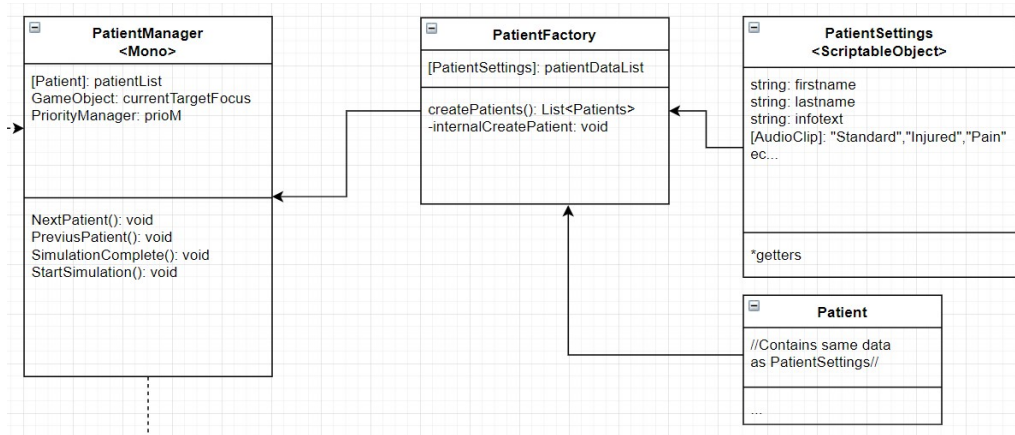 PatientManager
<Mono>
[Patient]: patientList
GameObject: currentTargetFocus
PriorityManager: prioM
NextPatient(): void
PreviusPatient(): void
SimulationComplete(): void
StartSimulation(): void
PatientFactory
[PatientSettings]: patientDataList
createPatients(): List<Patients>
-internalCreatePatient: void
PatientSettings
<ScriptableObject>
string: firstname
string: lastname
string: infotext
[AudioClip]: "Standard","Injured","Pain"
ec...
*getters
Patient
//Contains same data
as PatientSettings//
...